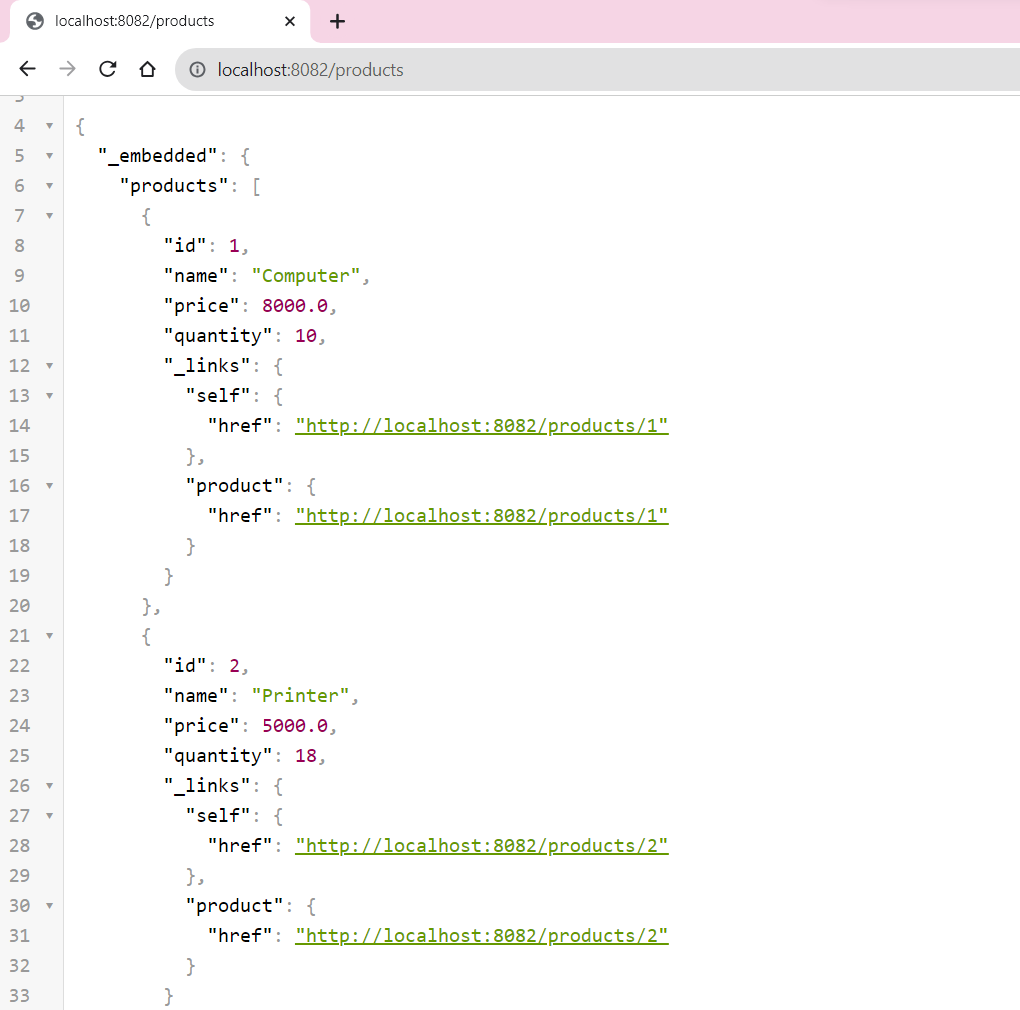 localhost:8082/products
localhost:8082/products
3
4 {
5 "_embedded": {
6 "products": [
7 {
8 "id": 1,
9 "name": "Computer",
10 "price": 8000.0,
11 "quantity": 10,
12 "_links": {
13 "self": {
14 "href": "http://localhost:8082/products/1"
15 },
16 "product": {
17 "href": "http://localhost:8082/products/1"
18 }
19 }
20 },
21 {
22 "id": 2,
23 "name": "Printer",
24 "price": 5000.0,
25 "quantity": 18,
26 "_links": {
27 "self": {
28 "href": "http://localhost:8082/products/2"
29 },
30 "product": {
31 "href": "http://localhost:8082/products/2"
32 }
33 }